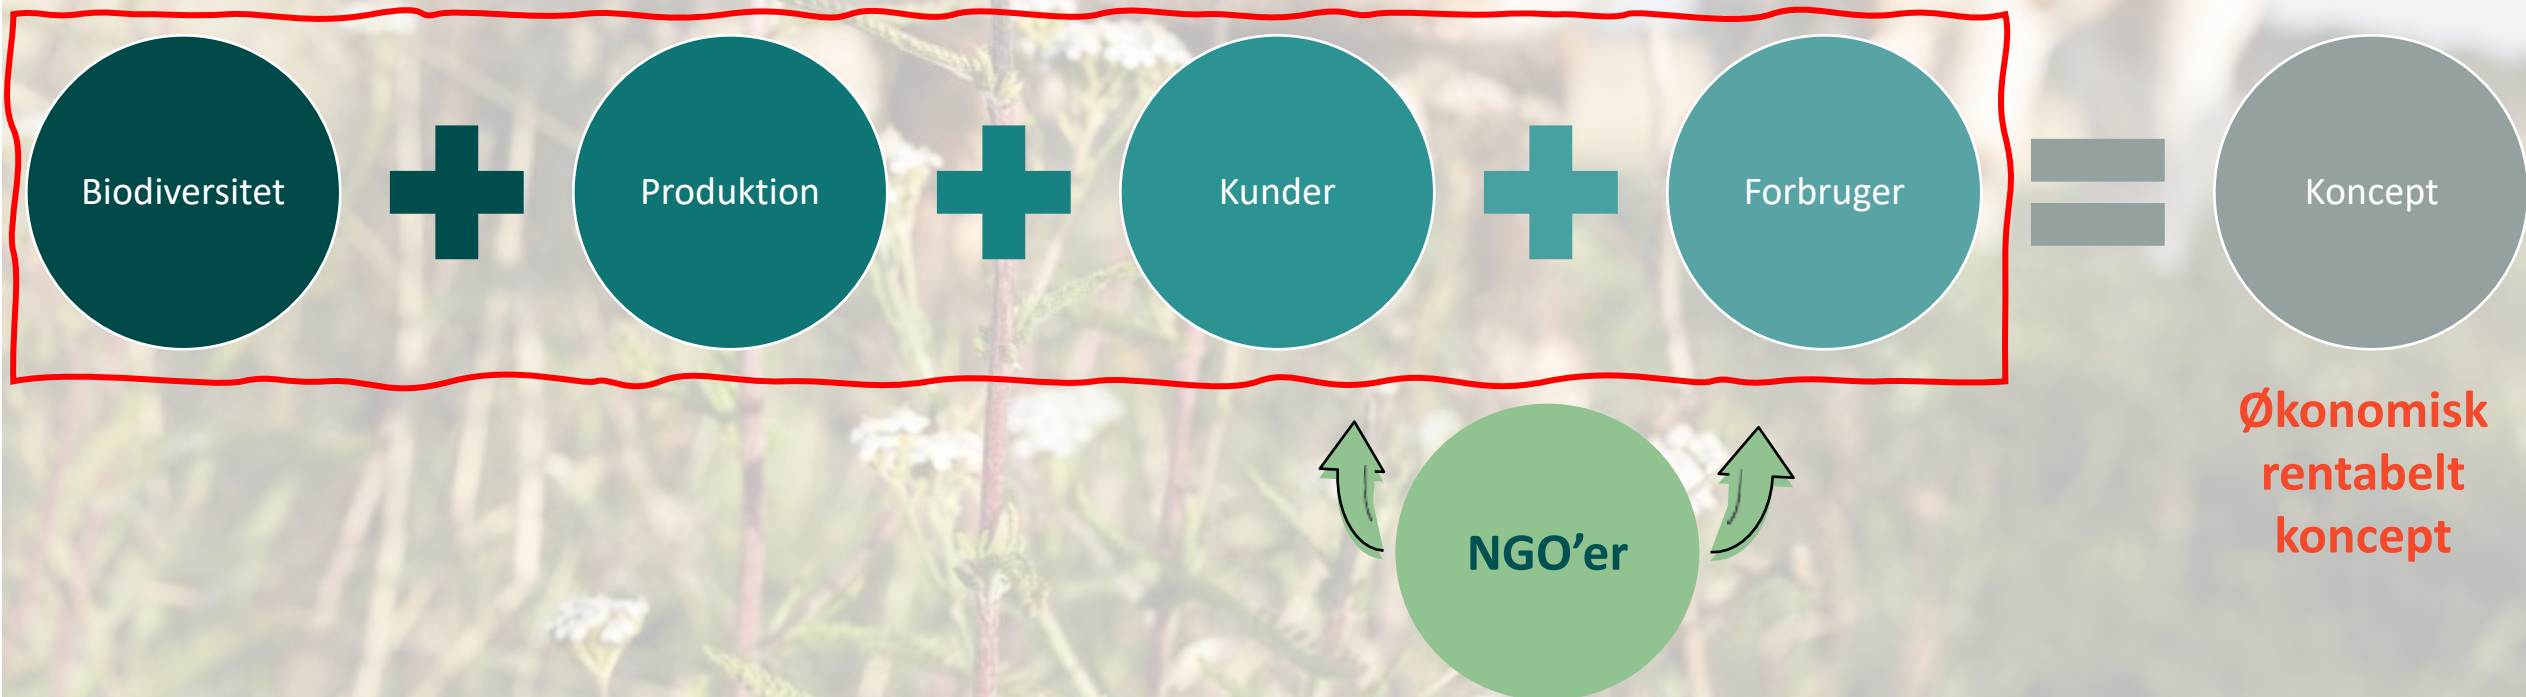 Biodiversitet
Produktion
Kunder
Forbruger
Koncept
Økonomisk
rentabelt
koncept
NGO’er